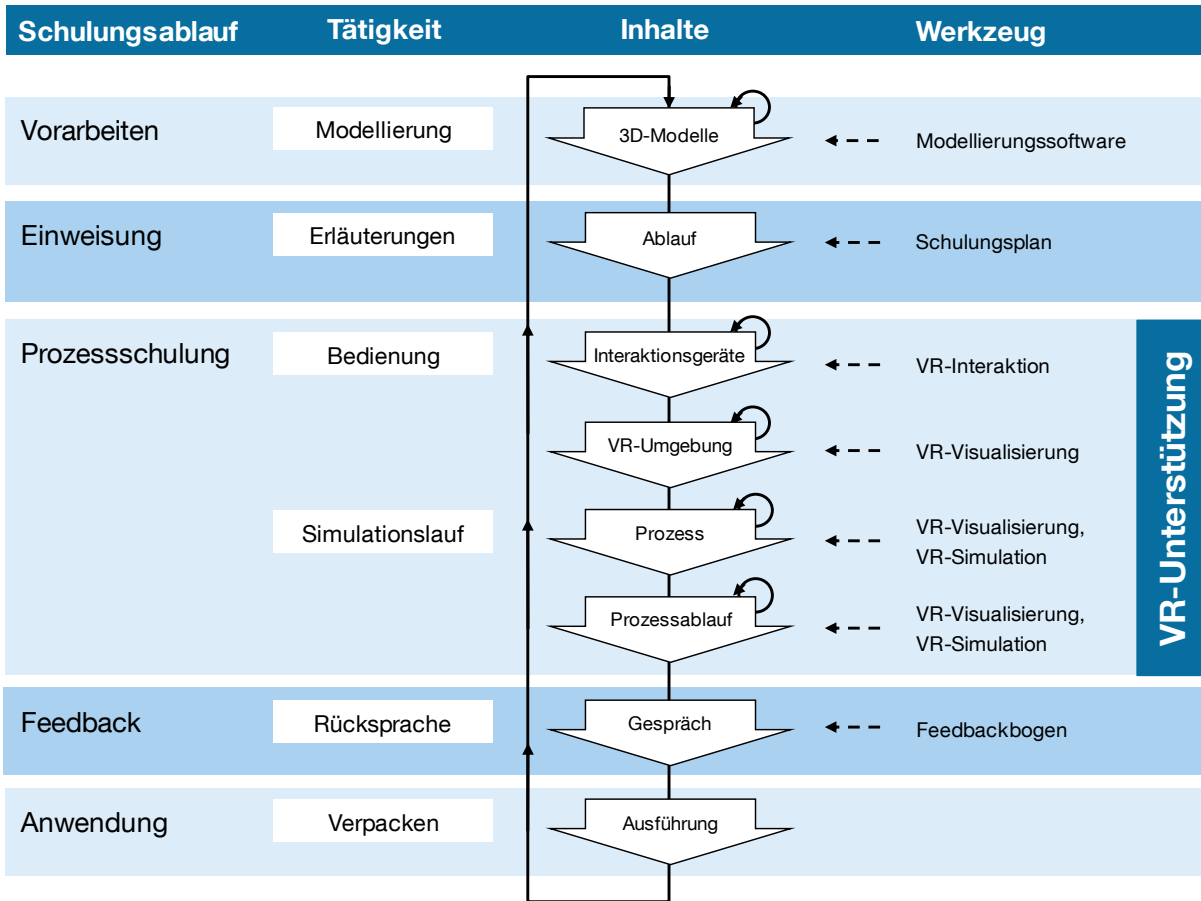 Schulungsablauf Tätigkeit Inhalte Werkzeug
Vorarbeiten Modellierung 3D-Modelle Modellierungssoftware
Einweisung Erläuterungen Ablauf Schulungsplan
Prozessschulung Bedienung Interaktionsgeräte VR-Interaktion
VR-Umgebung VR-Visualisierung
Simulationslauf Prozess VR-Visualisierung,
VR-Simulation
Prozessablauf VR-Visualisierung,
VR-Simulation
VR-Unterstützung
Feedback Rücksprache Gespräch Feedbackbogen
Anwendung Verpacken Ausführung